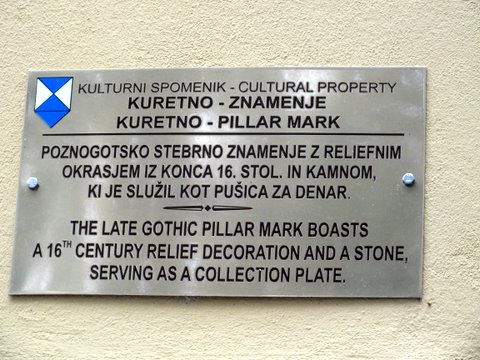 KULTURNI SPOMENIK - CULTURAL PROPERTY
KURETNO - ZNAMENJE
KURETNO - PILLAR MARK
POZNOGOTSKO STEBRNO ZNAMENJE Z RELIEFNIM
OKRASJEM IZ KONCA 16. STOL. IN KAMNOM,
KI JE SLUŽIL KOT PUŠICA ZA DENAR.
THE LATE GOTHIC PILLAR MARK BOASTS
A 16TH CENTURY RELIEF DECORATION AND A STONE,
SERVING AS A COLLECTION PLATE.